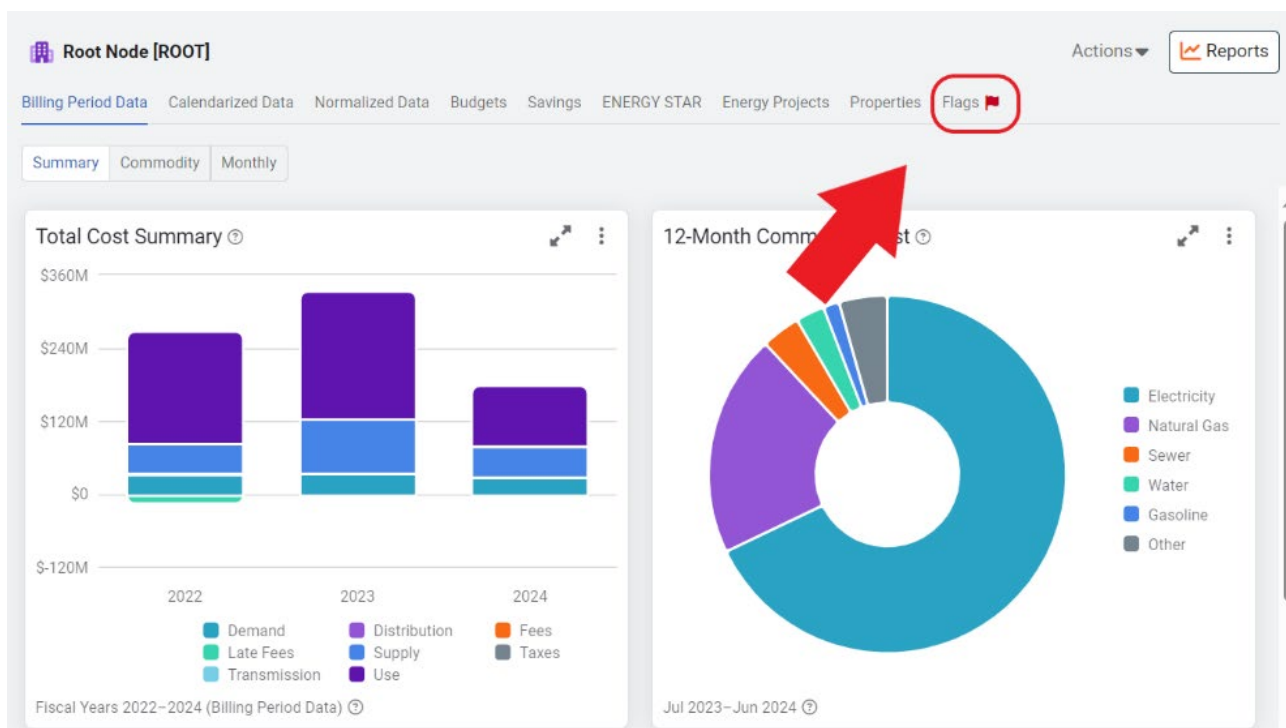 Root Node [ROOT]
Actions
Reports
Billing Period Data Calendarized Data Normalized Data Budgets Savings ENERGY STAR Energy Projects Properties Flags
Summary Commodity Monthly
Total Cost Summary
$360M
$240M
$120M
$0
$-120M
2022 2023 2024
Demand Distribution Fees
Late Fees Supply Taxes
Transmission Use
Fiscal Years 2022–2024 (Billing Period Data)
12-Month Comm st
Electricity
Natural Gas
Sewer
Water
Gasoline
Other
Jul 2023–Jun 2024